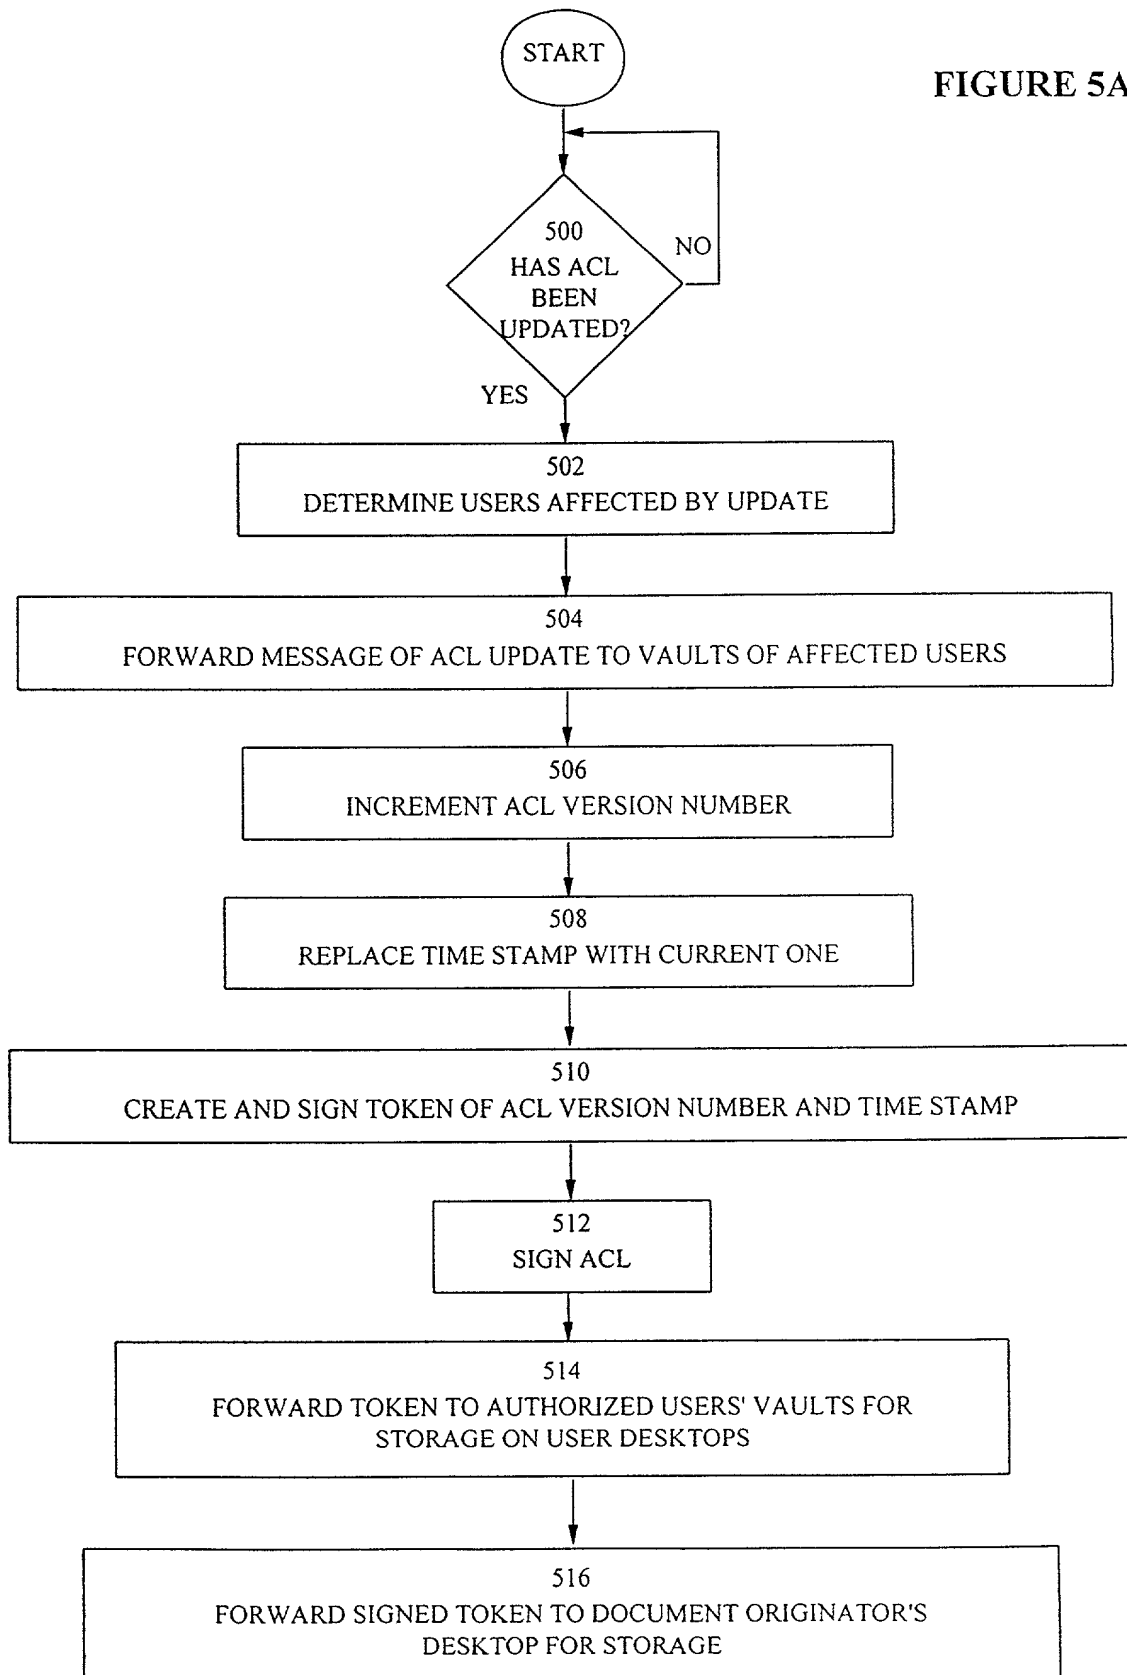 START
FIGURE 5A
500
HAS ACL
BEEN
UPDATED?
NO
YES
502
DETERMINE USERS AFFECTED BY UPDATE
504
FORWARD MESSAGE OF ACL UPDATE TO VAULTS OF AFFECTED USERS
506
INCREMENT ACL VERSION NUMBER
508
REPLACE TIME STAMP WITH CURRENT ONE
510
CREATE AND SIGN TOKEN OF ACL VERSION NUMBER AND TIME STAMP
512
SIGN ACL
514
FORWARD TOKEN TO AUTHORIZED USERS' VAULTS FOR
STORAGE ON USER DESKTOPS
516
FORWARD SIGNED TOKEN TO DOCUMENT ORIGINATOR'S
DESKTOP FOR STORAGE